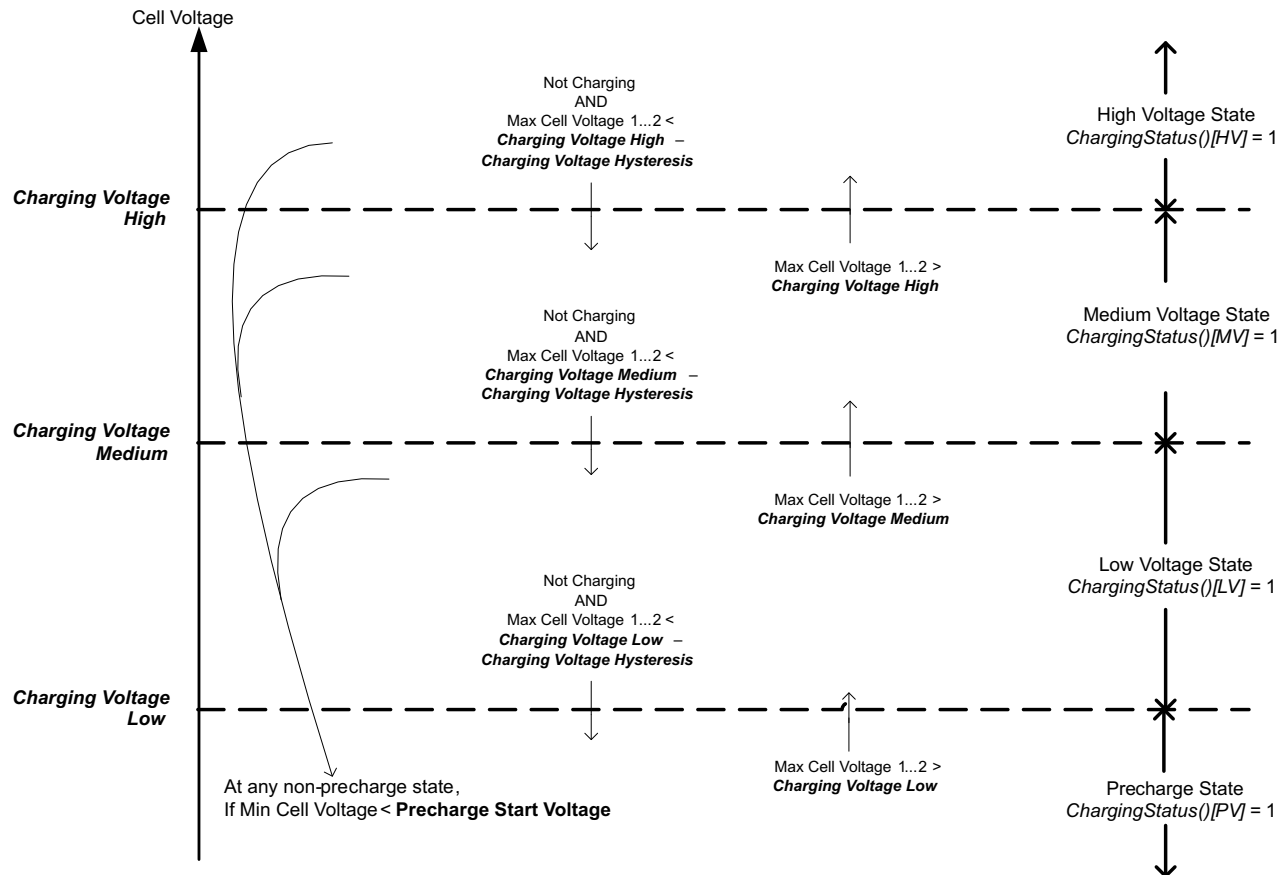 Cell Voltage
Not Charging
AND
Max Cell Voltage 1...2 <
Charging Voltage High –
Charging Voltage Hysteresis
High Voltage State
ChargingStatus()[HV] = 1
Charging Voltage
High
Max Cell Voltage 1...2 >
Charging Voltage High
Not Charging
AND
Max Cell Voltage 1...2 <
Charging Voltage Medium –
Charging Voltage Hysteresis
Medium Voltage State
ChargingStatus()[MV] = 1
Charging Voltage
Medium
Max Cell Voltage 1...2 >
Charging Voltage Medium
Not Charging
AND
Max Cell Voltage 1...2 <
Charging Voltage Low –
Charging Voltage Hysteresis
Low Voltage State
ChargingStatus()[LV] = 1
Charging Voltage
Low
Max Cell Voltage 1...2 >
Charging Voltage Low
At any non-precharge state,
If Min Cell Voltage < Precharge Start Voltage
Precharge State
ChargingStatus()[PV] = 1